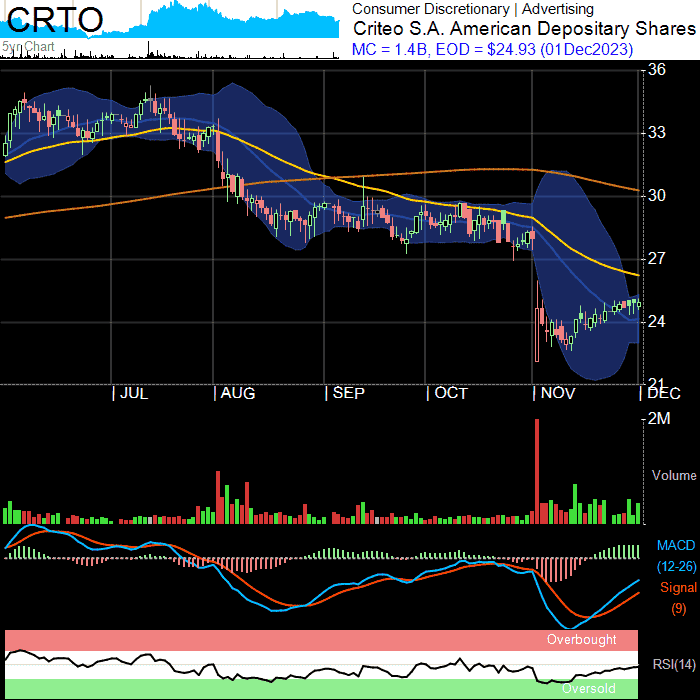 CRTO
5yr Chart
Consumer Discretionary | Advertising
Criteo S.A. American Depositary Shares
MC = 1.4B, EOD = $24.93 (01Dec2023)
36
33
30
27
24
21
JUL
AUG
SEP
OCT
NOV
DEC
2M
Volume
MACD
(12-26)
Signal
(9)
Overbought
RSI(14)
Oversold